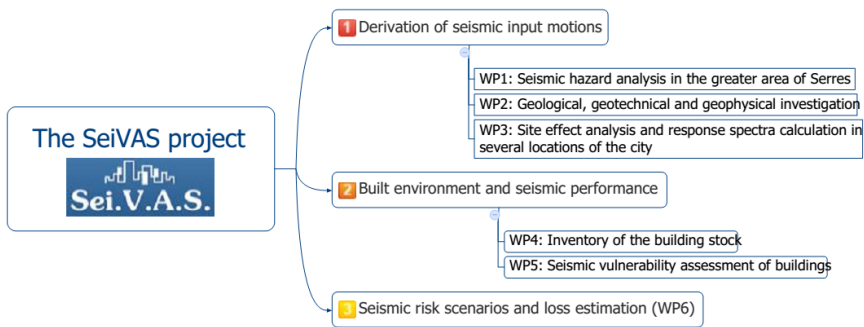 The SeiVAS project
Sei.V.A.S.
1 Derivation of seismic input motions
WP1: Seismic hazard analysis in the greater area of Serres
WP2: Geological, geotechnical and geophysical investigation
WP3: Site effect analysis and response spectra calculation in
several locations of the city
2 Built environment and seismic performance
WP4: Inventory of the building stock
WP5: Seismic vulnerability assessment of buildings
3 Seismic risk scenarios and loss estimation (WP6)